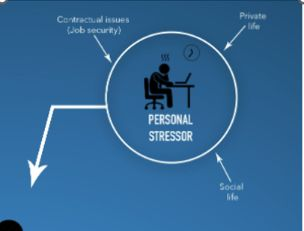 Contractual issues
(Job security)
Private
life
PERSONAL
STRESSOR
Social
life